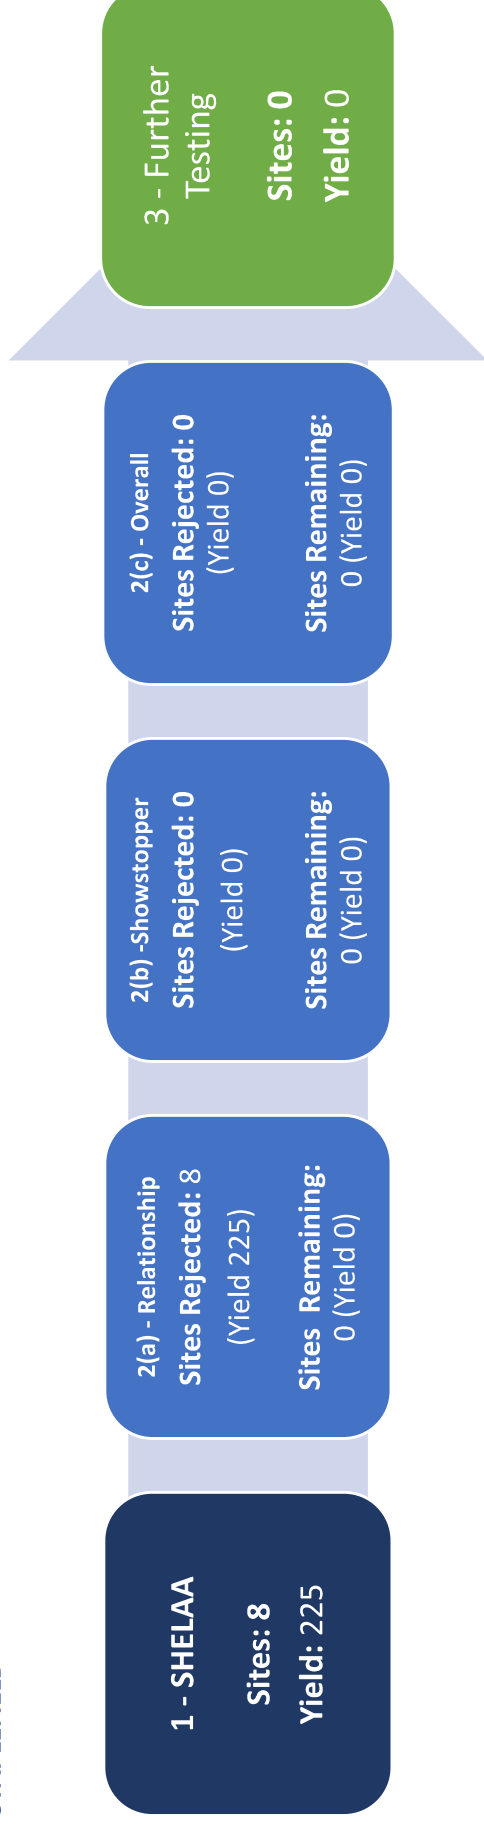 1 - SHELAA
Sites: 8
Yield: 225
2(a) - Relationship
Sites Rejected: 8
(Yield 225)
Sites Remaining:
0 (Yield 0)
2(b) -Showstopper
Sites Rejected: 0
(Yield 0)
Sites Remaining:
0 (Yield 0)
2(c) - Overall
Sites Rejected: 0
(Yield 0)
Sites Remaining:
0 (Yield 0)
3 - Further
Testing
Sites: 0
Yield: 0